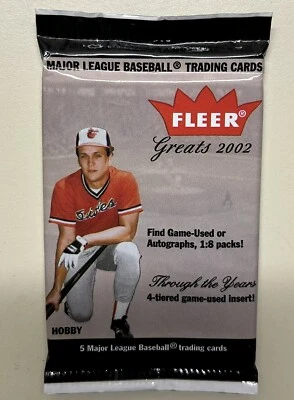 MAJOR LEAGUE BASEBALL® TRADING CARDS
FLEER®
Greats 2002
Orioles
Find Game-Used or
Autographs, 1:8 packs!
Through the Years
4-tiered game-used insert!
HOBBY
5 Major League Baseball® trading cards